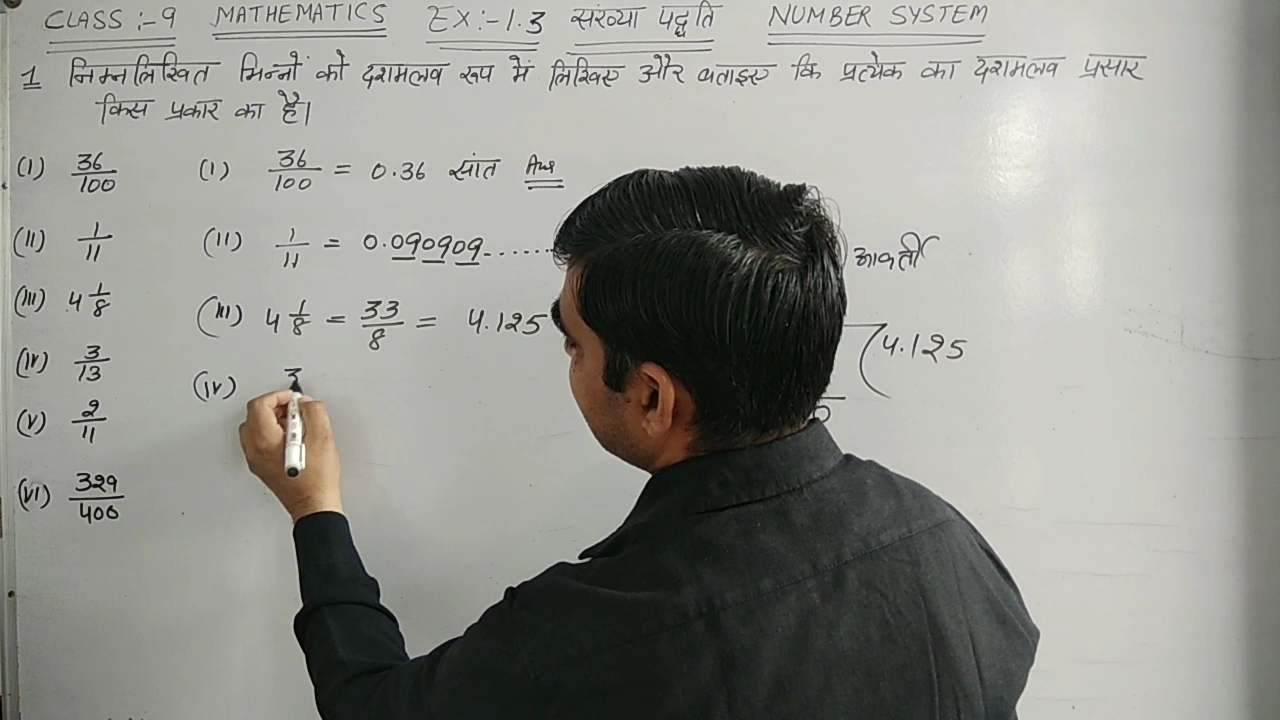 CLASS :- 9 MATHEMATICS EX:-1.3 संख्या पद्धति NUMBER SYSTEM
1 निम्नलिखित भिन्नों को दशमलव रूप में लिखिए और बताइए कि प्रत्येक का दशमलव प्रसार
किस प्रकार का है।
(I) 36/100 (I) 36/100 = 0.36 सांत Ans
(II) 1/11 (II) 1/11 = 0.090909...... आवर्ती
(III) 4 1/8 (III) 4 1/8 = 33/8 = 4.125 4.125
(IV) 3/13 (IV) 3
(V) 2/11
(VI) 329/400